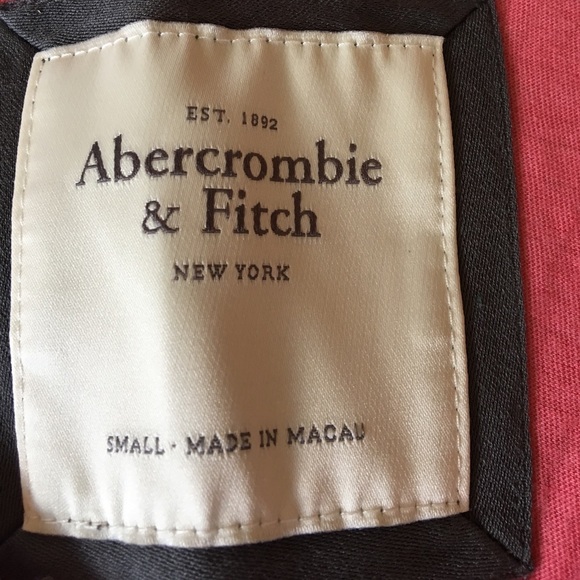 EST. 1892
Abercrombie
& Fitch
NEW YORK
SMALL - MADE IN MACAU